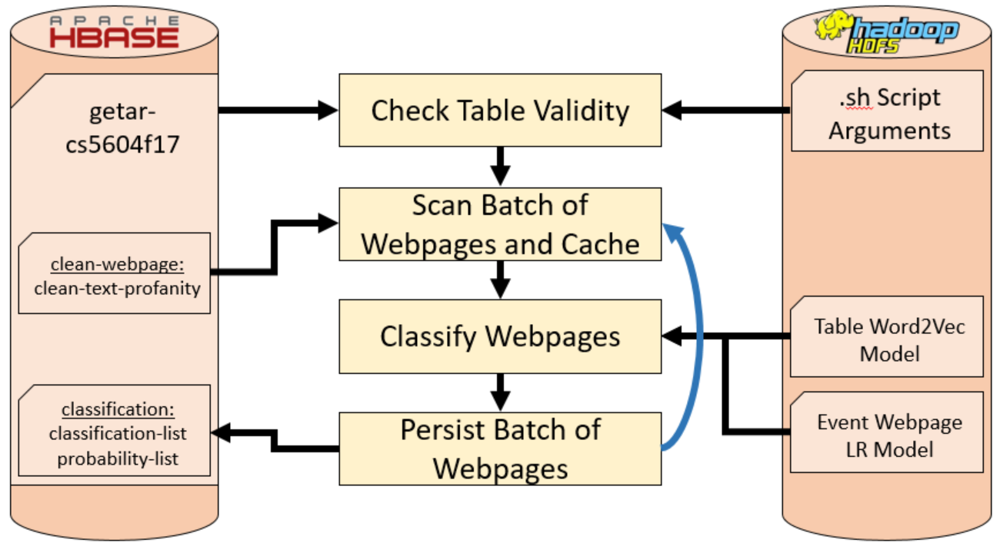 APACHE
HBASE
getar-
cs5604f17
clean-webpage:
clean-text-profanity
classification:
classification-list
probability-list
Check Table Validity
Scan Batch of
Webpages and Cache
Classify Webpages
Persist Batch of
Webpages
hadoop
HDFS
.sh Script
Arguments
Table Word2Vec
Model
Event Webpage
LR Model